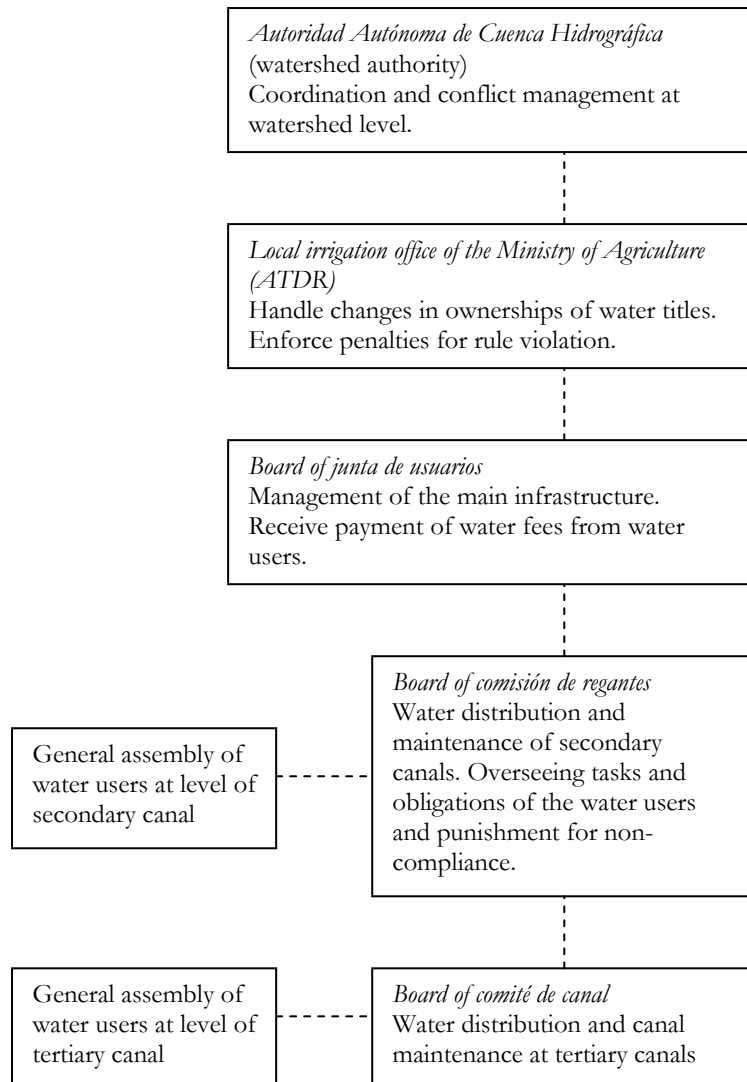 Autoridad Autónoma de Cuenca Hidrográfica
(watershed authority)
Coordination and conflict management at
watershed level.
Local irrigation office of the Ministry of Agriculture
(ATDR)
Handle changes in ownerships of water titles.
Enforce penalties for rule violation.
Board of junta de usuarios
Management of the main infrastructure.
Receive payment of water fees from water
users.
Board of comisión de regantes
Water distribution and
maintenance of secondary
canals. Overseeing tasks and
obligations of the water users
and punishment for non-
compliance.
General assembly of
water users at level of
secondary canal
General assembly of
water users at level of
tertiary canal
Board of comité de canal
Water distribution and canal
maintenance at tertiary canals